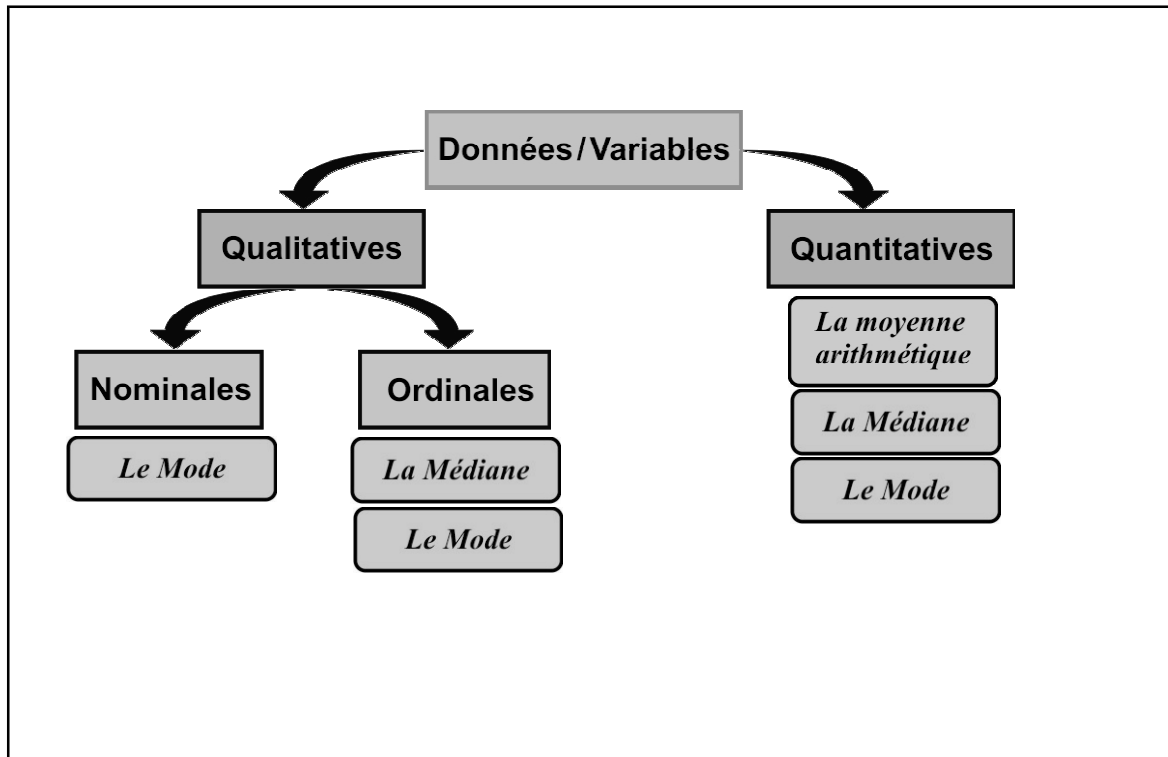 Données/Variables
Qualitatives
Quantitatives
La moyenne
arithmétique
Nominales
Ordinales
La Médiane
Le Mode
La Médiane
Le Mode
Le Mode